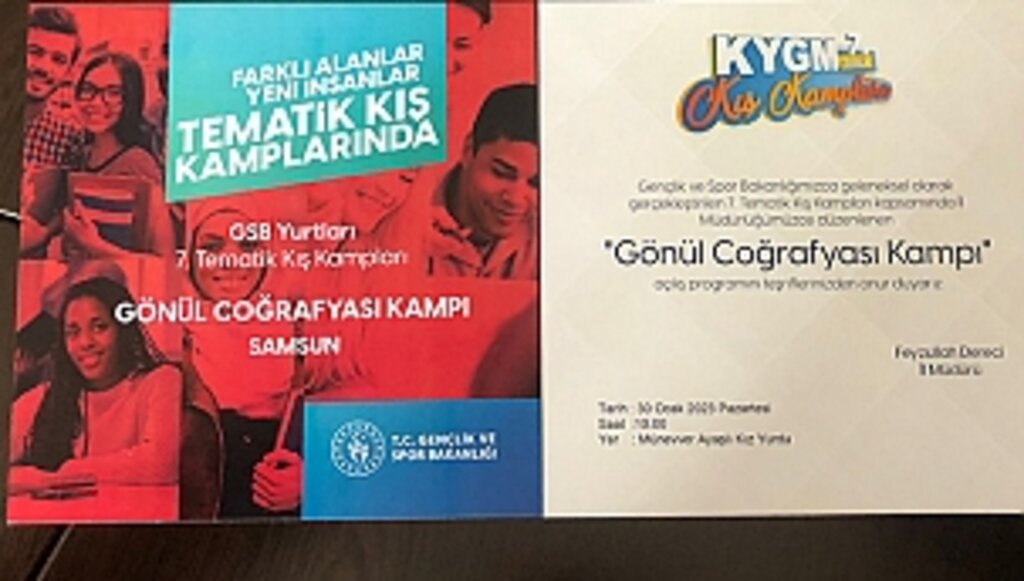 FARKLI ALANLAR
YENİ İNSANLAR
TEMATİK KIŞ
KAMPLARINDA
GSB Yurtları
7. Tematik Kış Kampları
GÖNÜL COĞRAFYASI KAMPI
SAMSUN
T.C. GENÇLİK VE
SPOR BAKANLIĞI
KYGM 7.
Kış Kampları
Gençlik ve Spor Bakanlığımızca geleneksel olarak
gerçekleştirilen 7. Tematik Kış Kampları kapsamında İl
Müdürlüğümüzce düzenlenen
"Gönül Coğrafyası Kampı"
açılış programını teşriflerinizden onur duyarız.
Feyzullah Dereci
İl Müdürü
Tarih : 30 Ocak 2023 Pazartesi
Saat : 10.00
Yer : Münevver Ayaşlı Kız Yurdu